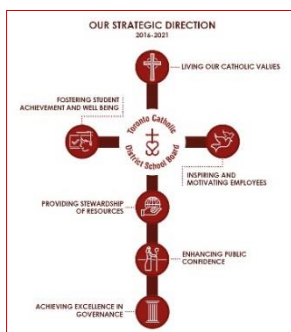 OUR STRATEGIC DIRECTION
2016-2021
LIVING OUR CATHOLIC VALUES
FOSTERING STUDENT
ACHIEVEMENT AND WELL BEING
Toronto Catholic
District School Board
INSPIRING AND
MOTIVATING EMPLOYEES
PROVIDING STEWARDSHIP
OF RESOURCES
ENHANCING PUBLIC
CONFIDENCE
ACHIEVING EXCELLENCE IN
GOVERNANCE